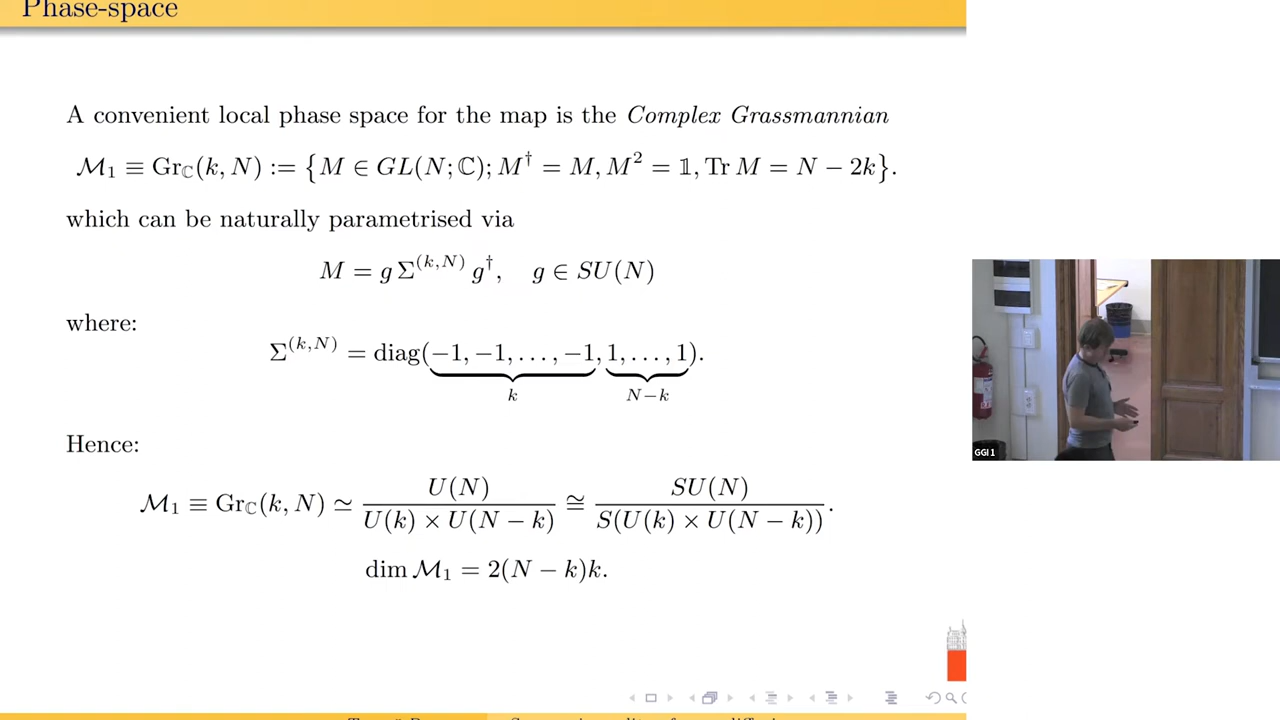 Phase-space
A convenient local phase space for the map is the Complex Grassmannian
ℳ₁ ≡ Gr_ℂ(k, N) := {M ∈ GL(N; ℂ); M† = M, M² = 𝟙, Tr M = N − 2k}.
which can be naturally parametrised via
M = g Σ^(k,N) g†, g ∈ SU(N)
where:
Σ^(k,N) = diag(−1, −1, . . . , −1, 1, . . . , 1).
k N−k
Hence:
ℳ₁ ≡ Gr_ℂ(k, N) ≃ U(N) / U(k) × U(N − k) ≅ SU(N) / S(U(k) × U(N − k)) .
dim ℳ₁ = 2(N − k)k.
GGI 1